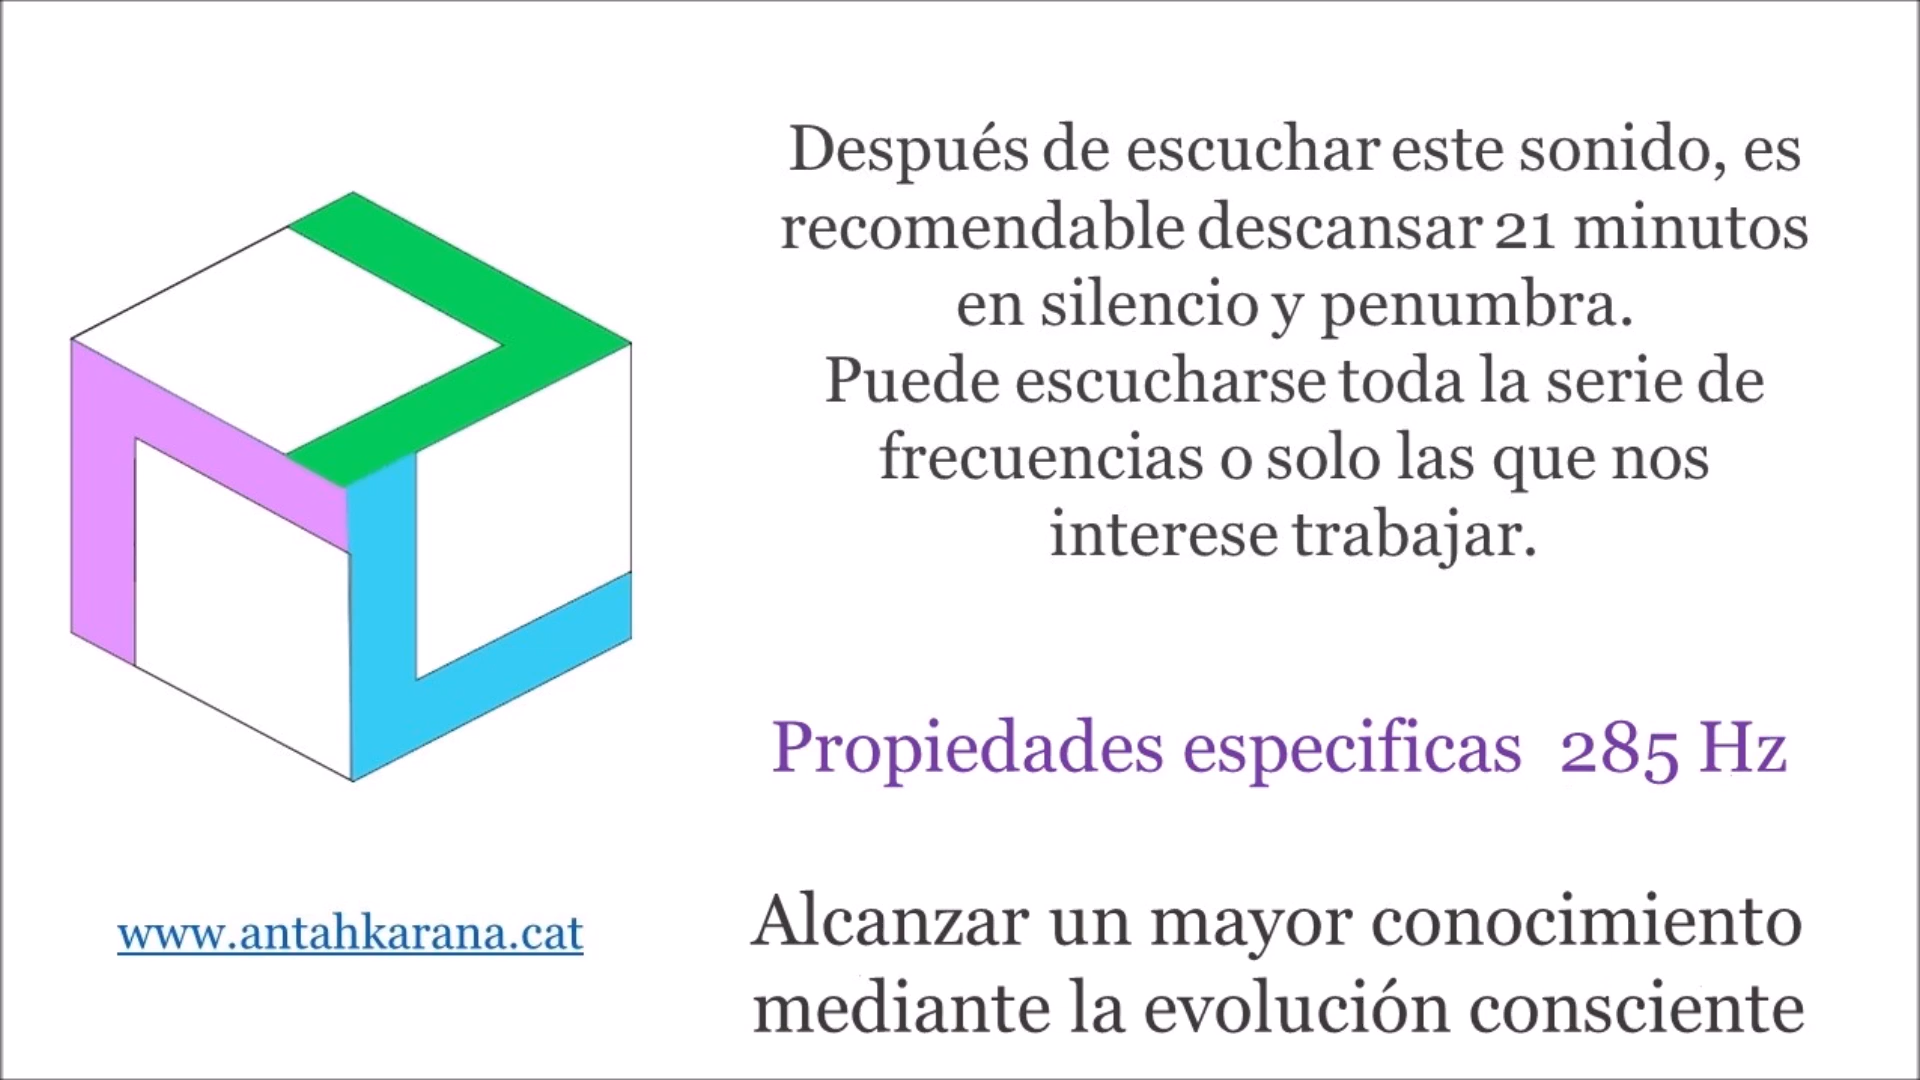 Después de escuchar este sonido, es
recomendable descansar 21 minutos
en silencio y penumbra.
Puede escucharse toda la serie de
frecuencias o solo las que nos
interese trabajar.
Propiedades especificas 285 Hz
www.antahkarana.cat
Alcanzar un mayor conocimiento
mediante la evolución consciente